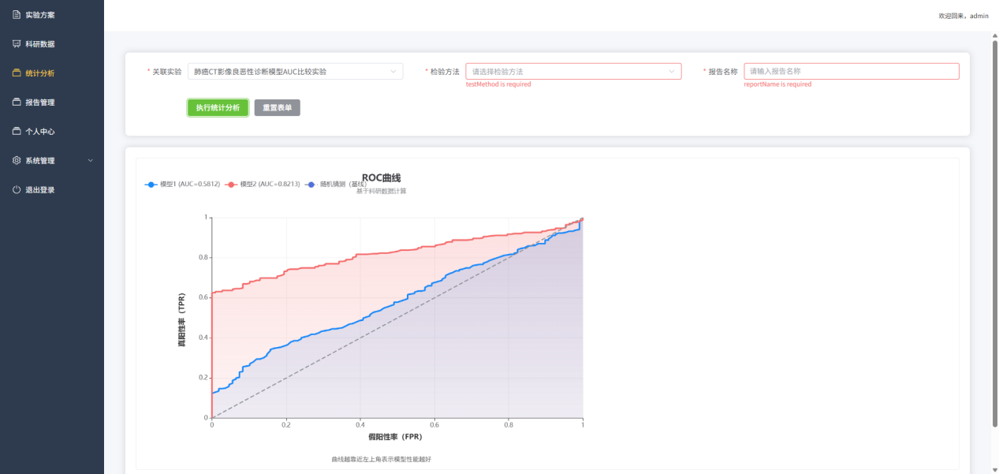 欢迎回来，admin
实验方案
科研数据
统计分析
报告管理
个人中心
系统管理
退出登录
* 关联实验 肺癌CT影像良恶性诊断模型AUC比较实验
* 检验方法 请选择检验方法
testMethod is required
* 报告名称 请输入报告名称
reportName is required
执行统计分析 重置表单
ROC曲线
基于科研数据计算
模型1 (AUC=0.5812) 模型2 (AUC=0.8213) 随机猜测（基线）
真阳性率（TPR）
1
0.8
0.6
0.4
0.2
0
0 0.2 0.4 0.6 0.8 1
假阳性率（FPR）
曲线越靠近左上角表示模型性能越好